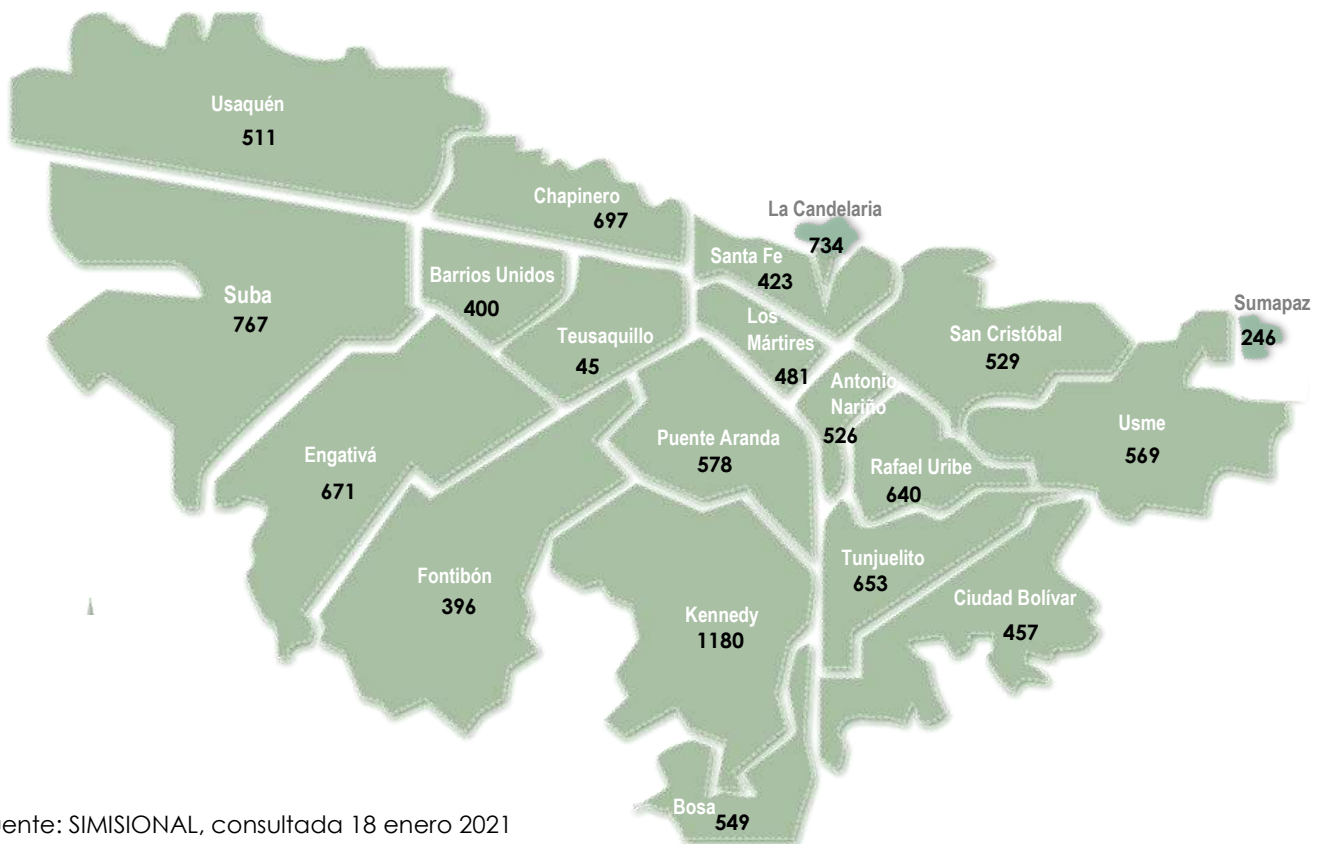 Usaquén
511
Chapinero
697
La Candelaria
734
Santa Fe
423
Barrios Unidos
400
Suba
767
Sumapaz
246
Los
Mártires
481
Teusaquillo
45
San Cristóbal
529
Antonio
Nariño
526
Usme
569
Puente Aranda
578
Engativá
671
Rafael Uribe
640
Tunjuelito
653
Fontibón
396
Ciudad Bolívar
457
Kennedy
1180
Bosa
549
uente: SIMISIONAL, consultada 18 enero 2021